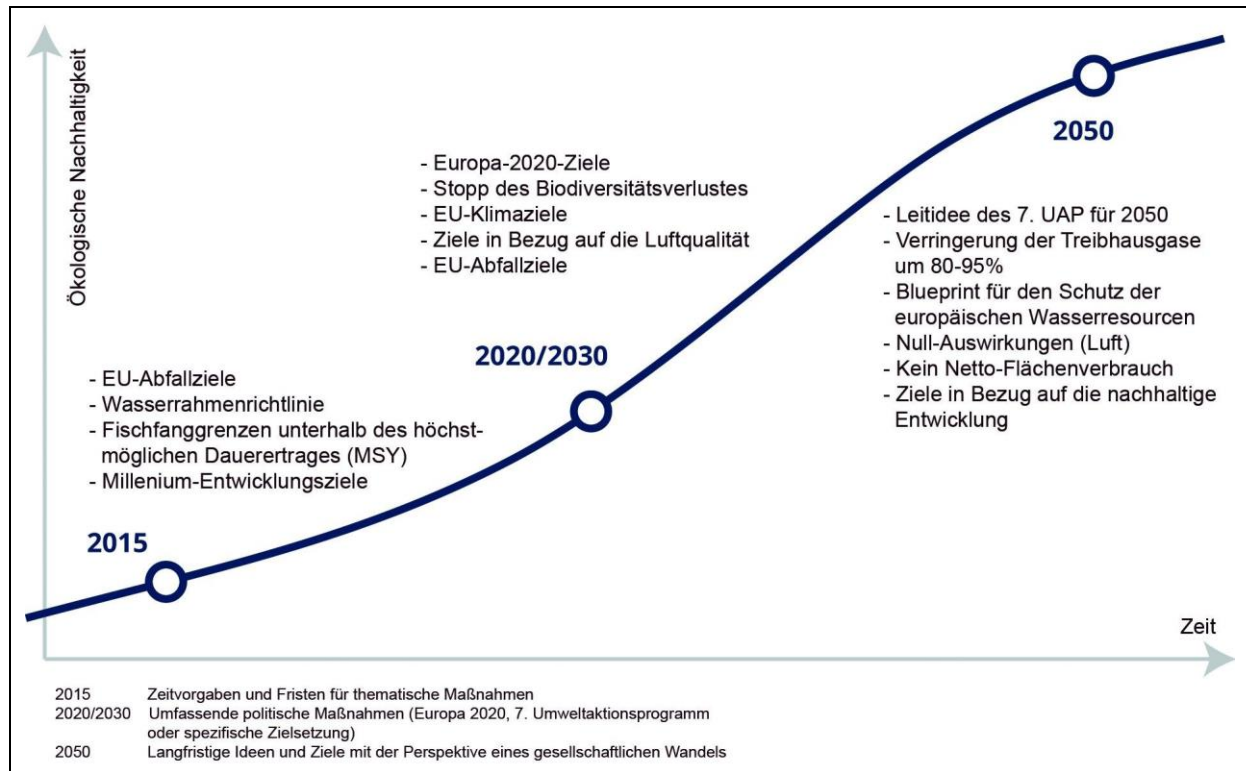 Ökologische Nachhaltigkeit
2050
- Europa-2020-Ziele
- Stopp des Biodiversitätsverlustes
- EU-Klimaziele
- Ziele in Bezug auf die Luftqualität
- EU-Abfallziele
- Leitidee des 7. UAP für 2050
- Verringerung der Treibhausgase
um 80-95%
- Blueprint für den Schutz der
europäischen Wasserresourcen
- Null-Auswirkungen (Luft)
- Kein Netto-Flächenverbrauch
- Ziele in Bezug auf die nachhaltige
Entwicklung
2020/2030
- EU-Abfallziele
- Wasserrahmenrichtlinie
- Fischfanggrenzen unterhalb des höchst-
möglichen Dauerertrages (MSY)
- Millenium-Entwicklungsziele
2015
Zeit
2015 Zeitvorgaben und Fristen für thematische Maßnahmen
2020/2030 Umfassende politische Maßnahmen (Europa 2020, 7. Umweltaktionsprogramm
oder spezifische Zielsetzung)
2050 Langfristige Ideen und Ziele mit der Perspektive eines gesellschaftlichen Wandels